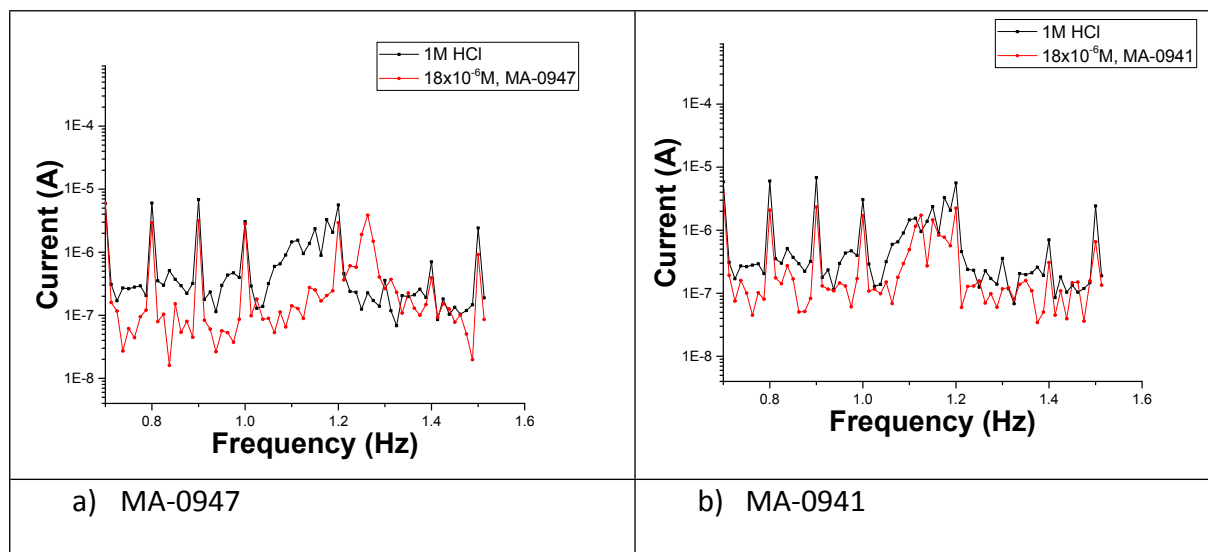 1M HCl
18x10⁻⁶M, MA-0947
1E-4
1E-5
1E-6
1E-7
1E-8
Current (A)
0.8 1.0 1.2 1.4 1.6
Frequency (Hz)
1M HCl
18x10⁻⁶M, MA-0941
1E-4
1E-5
1E-6
1E-7
1E-8
Current (A)
0.8 1.0 1.2 1.4 1.6
Frequency (Hz)
a) MA-0947
b) MA-0941